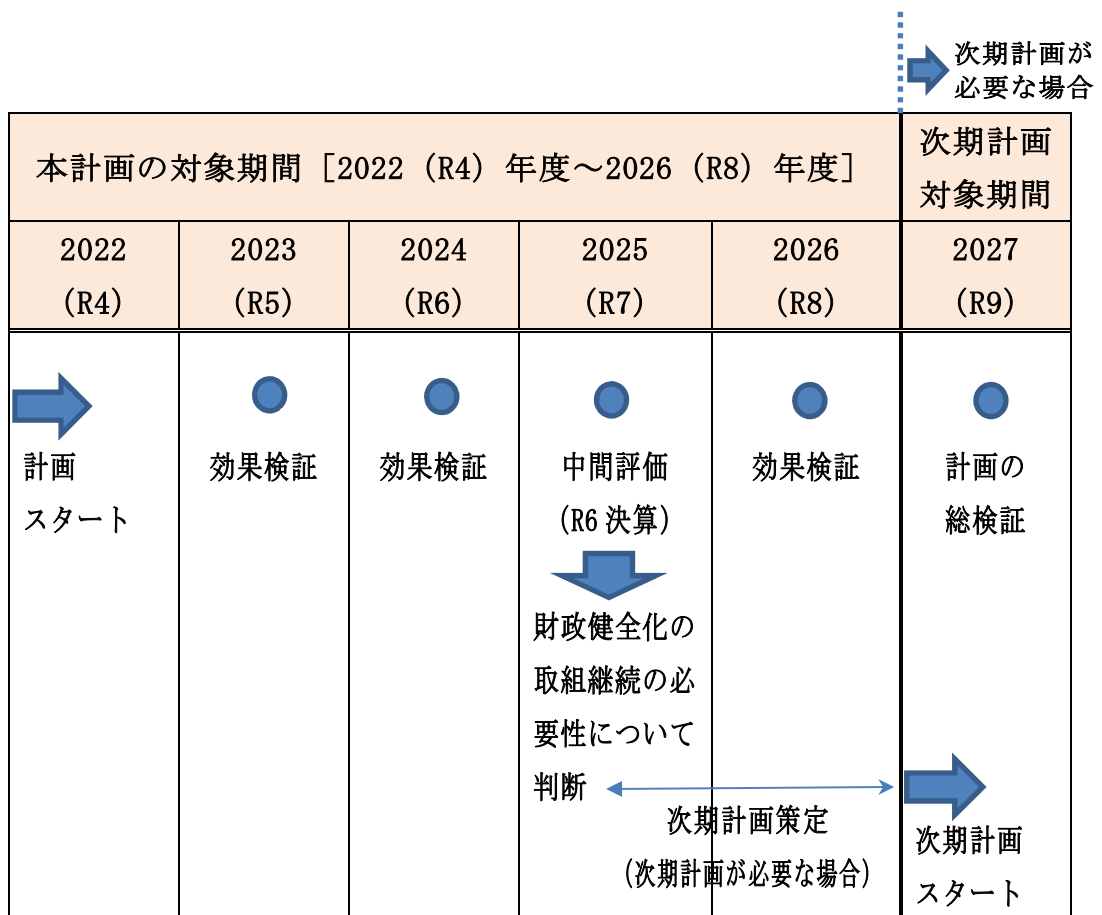 次期計画が
必要な場合
本計画の対象期間［2022（R4）年度～2026（R8）年度］
次期計画
対象期間
2022
（R4）
2023
（R5）
2024
（R6）
2025
（R7）
2026
（R8）
2027
（R9）
計画
スタート
効果検証
効果検証
中間評価
（R6 決算）
財政健全化の
取組継続の必
要性について
判断
効果検証
次期計画策定
（次期計画が必要な場合）
計画の
総検証
次期計画
スタート